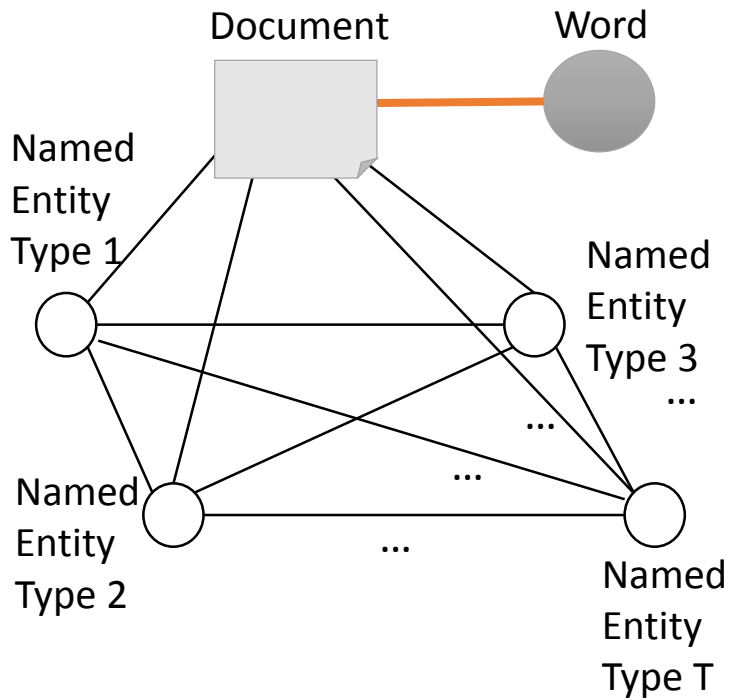 Document
Word
Named
Entity
Type 1
Named
Entity
Type 3
...
...
...
Named
Entity
Type 2
...
Named
Entity
Type T